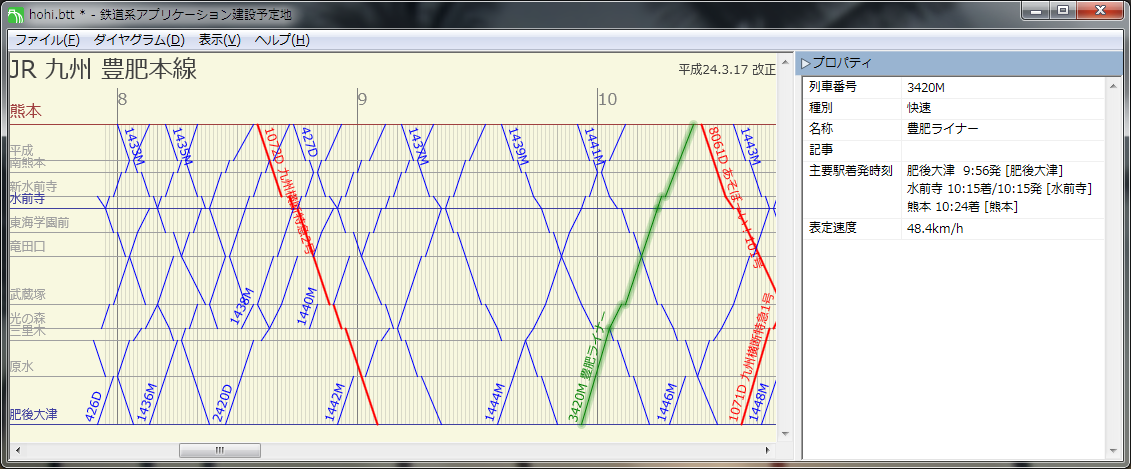 hohi.btt * - 鉄道系アプリケーション建設予定地
ファイル(F) ダイヤグラム(D) 表示(V) ヘルプ(H)
JR 九州 豊肥本線
平成24.3.17 改正
8 9 10
熊本
平成
南熊本
新水前寺
水前寺
東海学園前
竜田口
武蔵塚
光の森
三里木
原水
肥後大津
1433M
1435M
1072D 九州横断特急2号
427D
1437M
1439M
1441M
8061D あそぼーい! 101号
1443M
1438M
1440M
426D
1436M
2420D
1442M
1444M
3420M 豊肥ライナー
1446M
1071D 九州横断特急1号
1448M
プロパティ
列車番号 3420M
種別 快速
名称 豊肥ライナー
記事
主要駅着発時刻 肥後大津 9:56発 [肥後大津]
水前寺 10:15着/10:15発 [水前寺]
熊本 10:24着 [熊本]
表定速度 48.4km/h